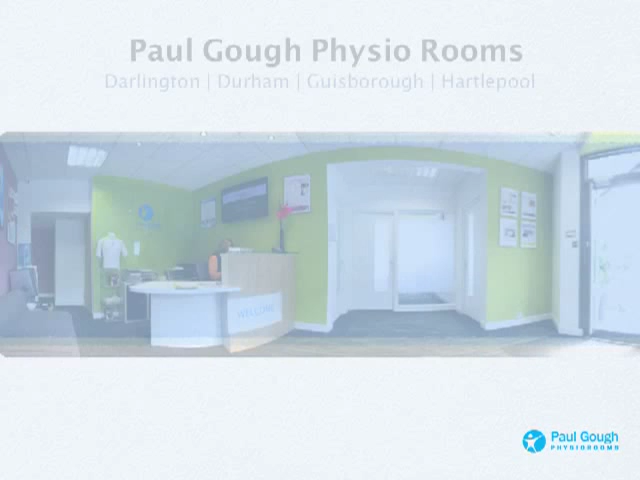 Paul Gough Physio Rooms
Darlington | Durham | Guisborough | Hartlepool
WELCOME
Paul Gough
PHYSIOROOMS